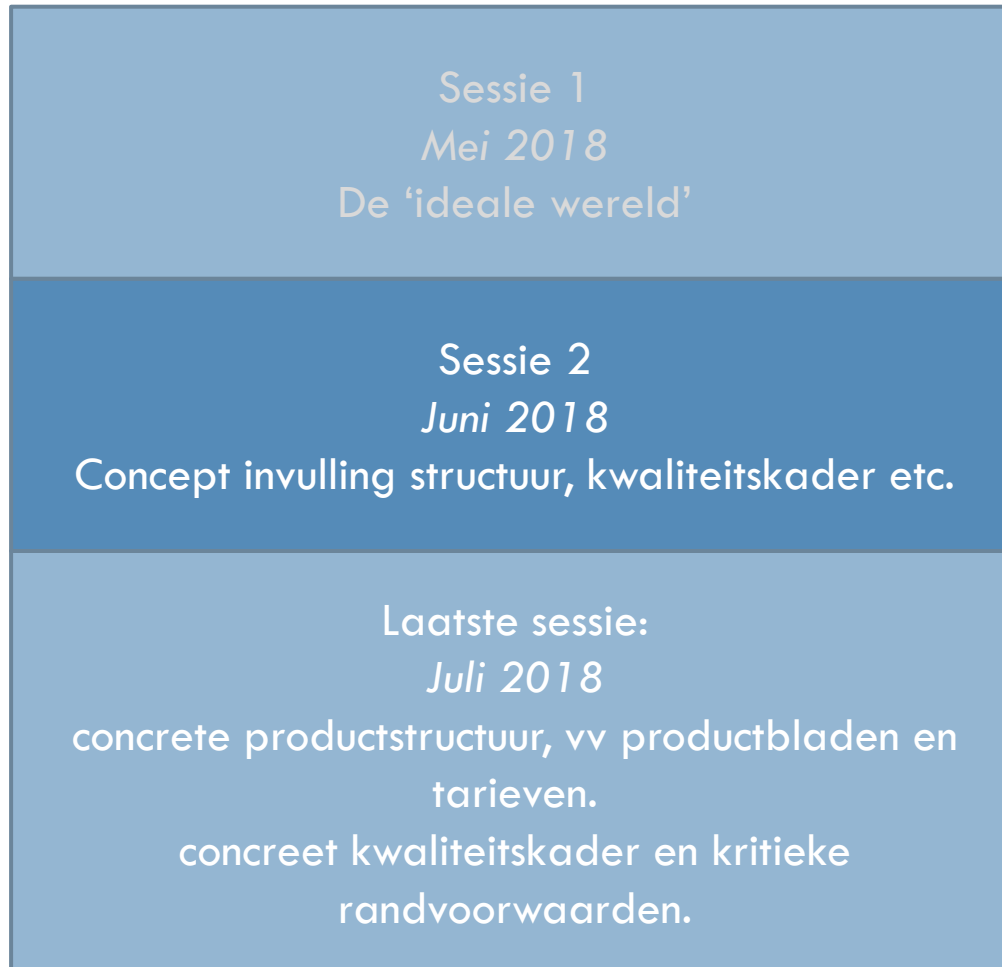 Sessie 1
Mei 2018
De ‘ideale wereld’
Sessie 2
Juni 2018
Concept invulling structuur, kwaliteitskader etc.
Laatste sessie:
Juli 2018
concrete productstructuur, vv productbladen en
tarieven.
concreet kwaliteitskader en kritieke
randvoorwaarden.